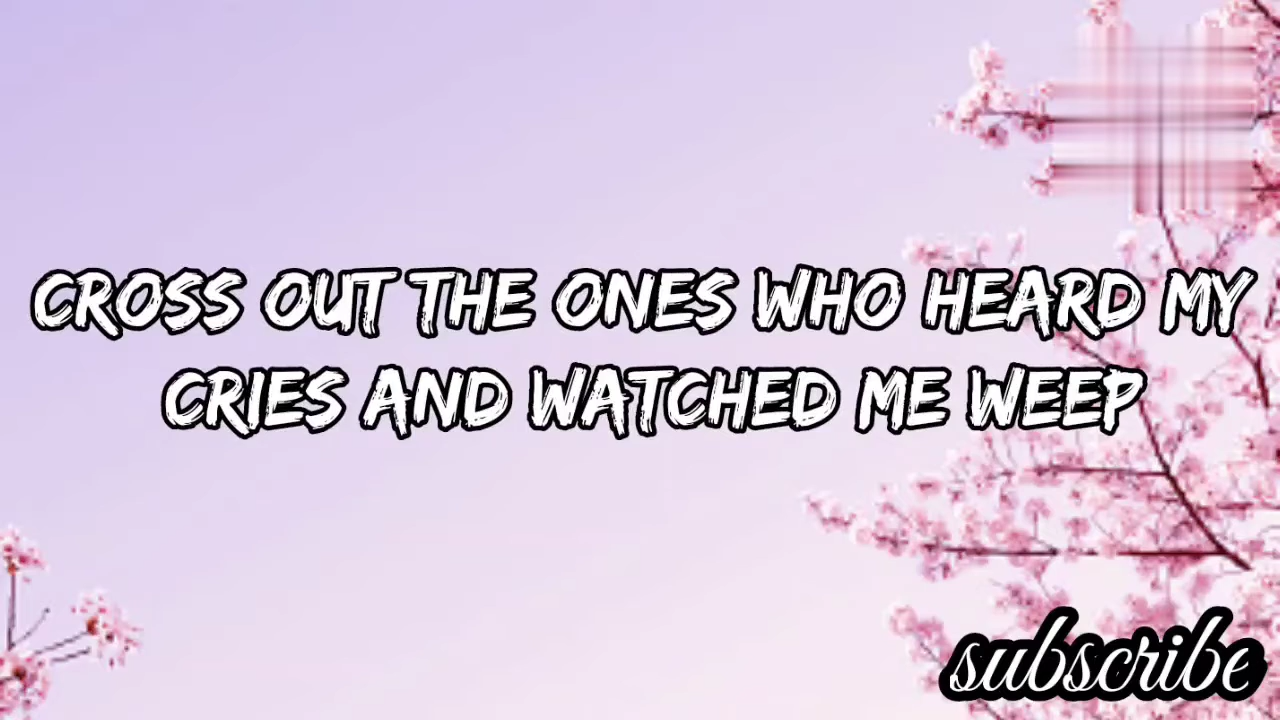 CROSS OUT THE ONES WHO HEARD MY
CRIES AND WATCHED ME WEEP
subscribe